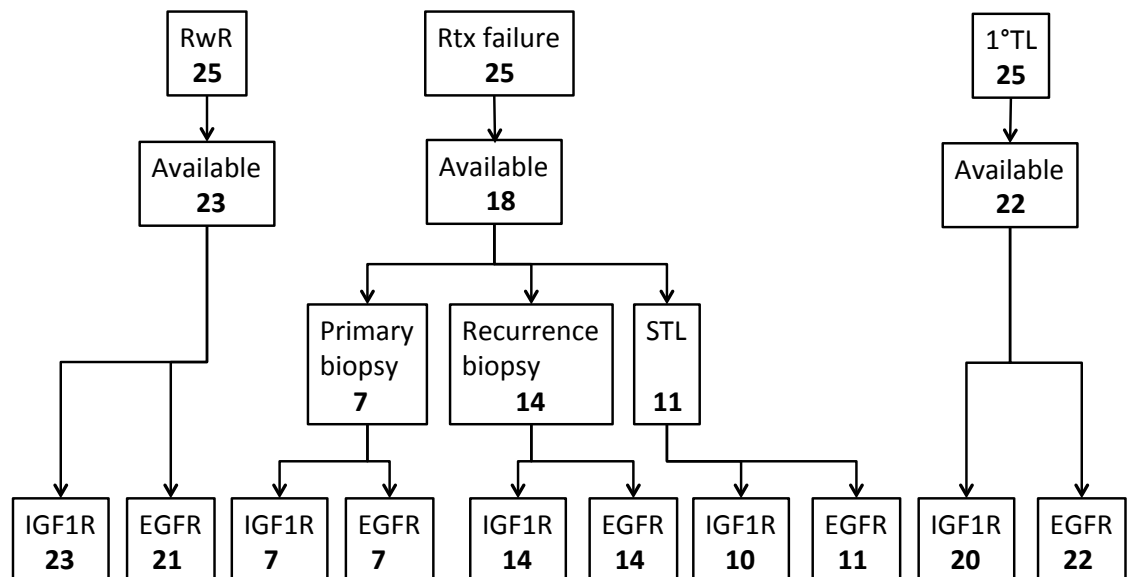 RwR
25
Rtx failure
25
1°TL
25
Available
23
Available
18
Available
22
Primary
biopsy
7
Recurrence
biopsy
14
STL
11
IGF1R
23
EGFR
21
IGF1R
7
EGFR
7
IGF1R
14
EGFR
14
IGF1R
10
EGFR
11
IGF1R
20
EGFR
22